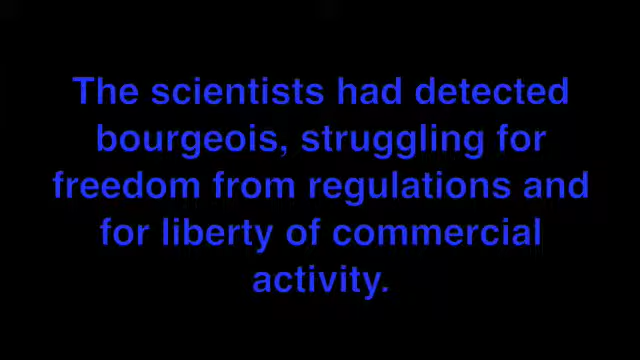 The scientists had detected
bourgeois, struggling for
freedom from regulations and
for liberty of commercial
activity.